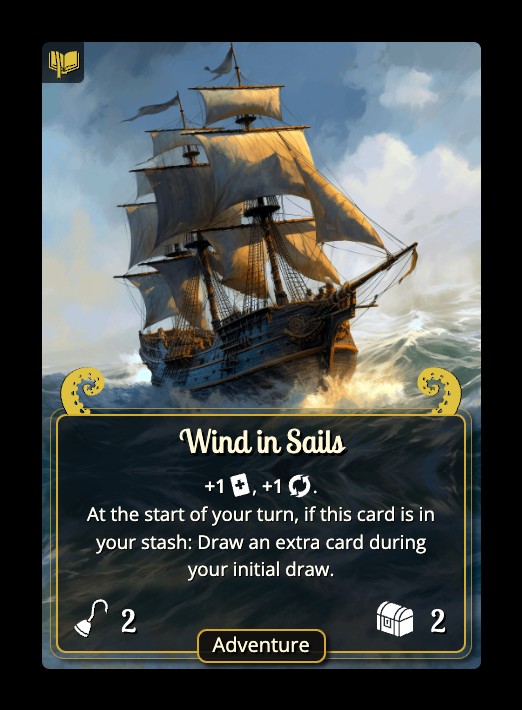 Wind in Sails
+1 , +1 .
At the start of your turn, if this card is in
your stash: Draw an extra card during
your initial draw.
2
2
Adventure